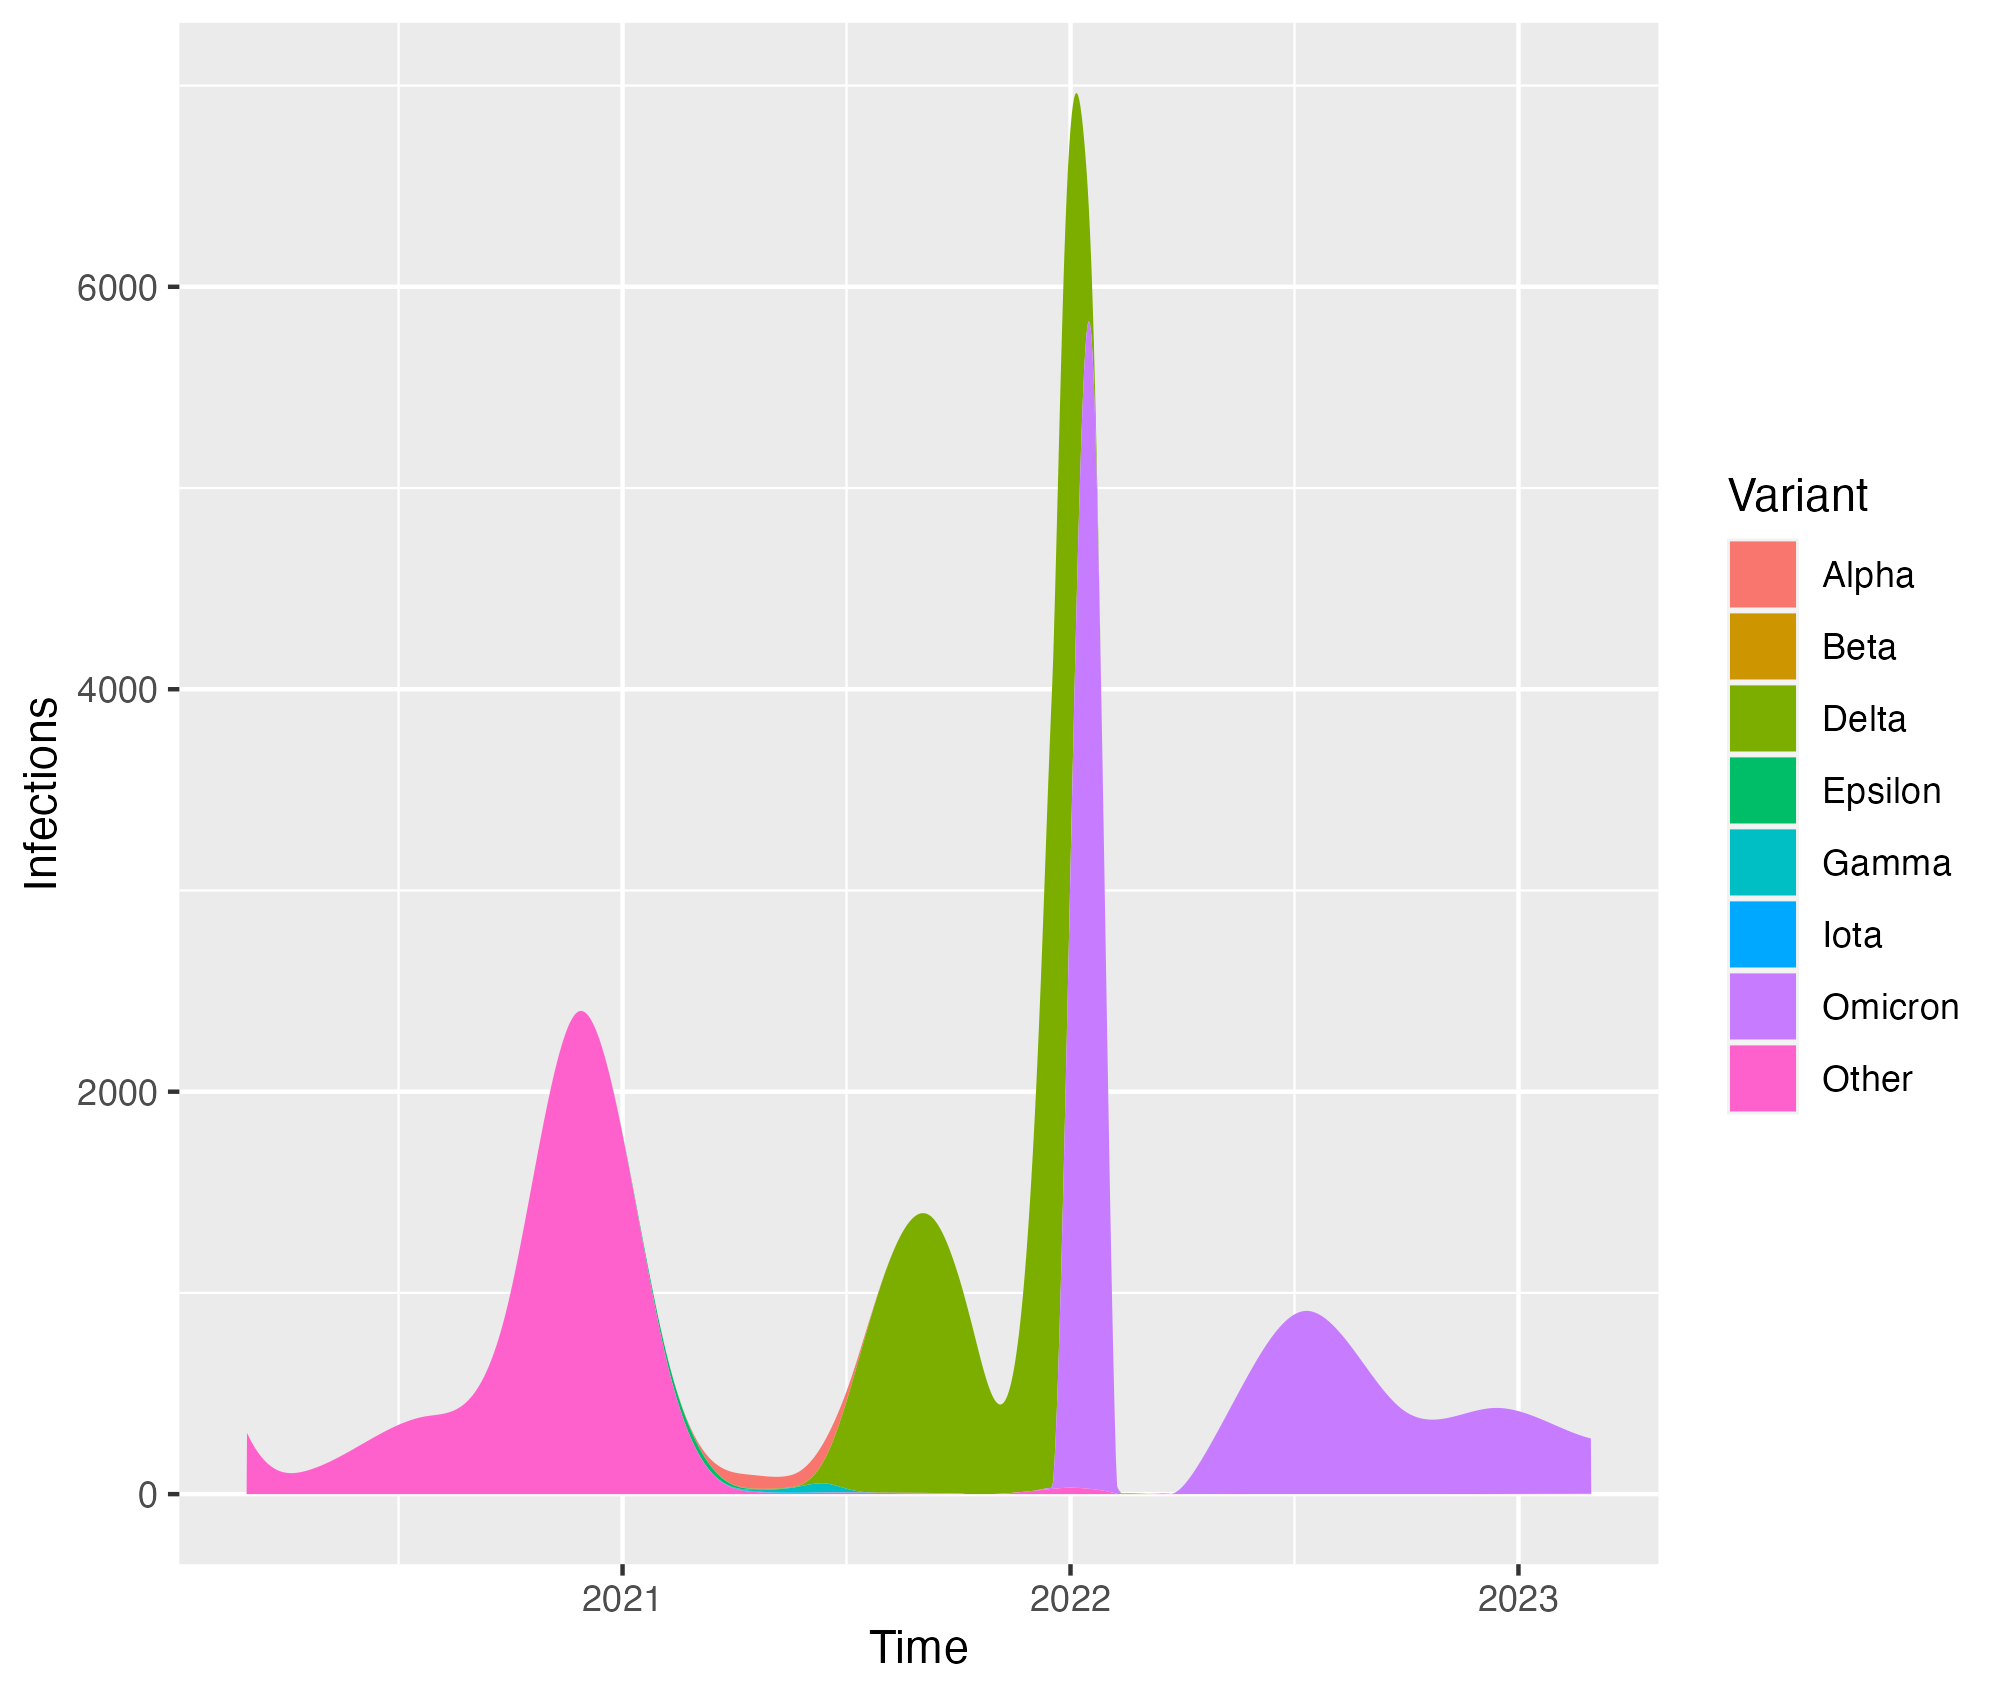 Infections
6000
4000
2000
0
2021
2022
2023
Time
Variant
Alpha
Beta
Delta
Epsilon
Gamma
Iota
Omicron
Other